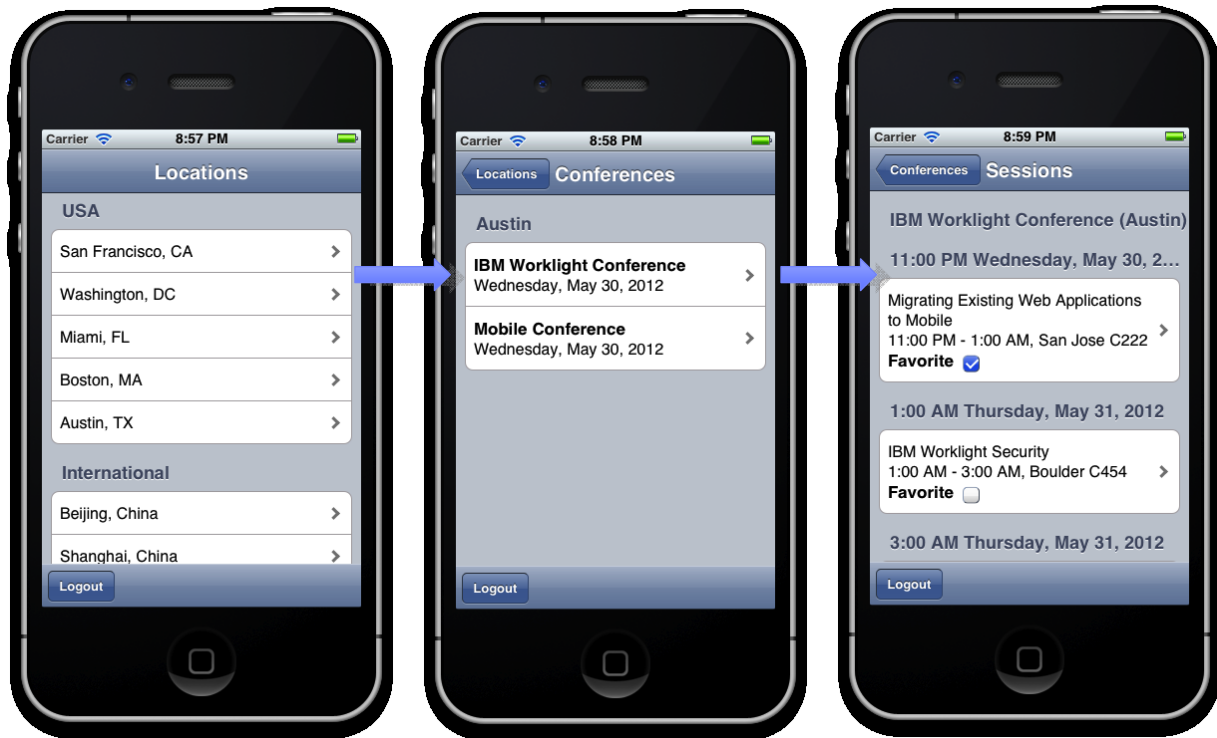 Carrier 8:57 PM
Locations
USA
San Francisco, CA
Washington, DC
Miami, FL
Boston, MA
Austin, TX
International
Beijing, China
Shanghai, China
Logout
Carrier 8:58 PM
Locations Conferences
Austin
IBM Worklight Conference
Wednesday, May 30, 2012
Mobile Conference
Wednesday, May 30, 2012
Logout
Carrier 8:59 PM
Conferences Sessions
IBM Worklight Conference (Austin)
11:00 PM Wednesday, May 30, 2...
Migrating Existing Web Applications
to Mobile
11:00 PM - 1:00 AM, San Jose C222
Favorite
1:00 AM Thursday, May 31, 2012
IBM Worklight Security
1:00 AM - 3:00 AM, Boulder C454
Favorite
3:00 AM Thursday, May 31, 2012
Logout